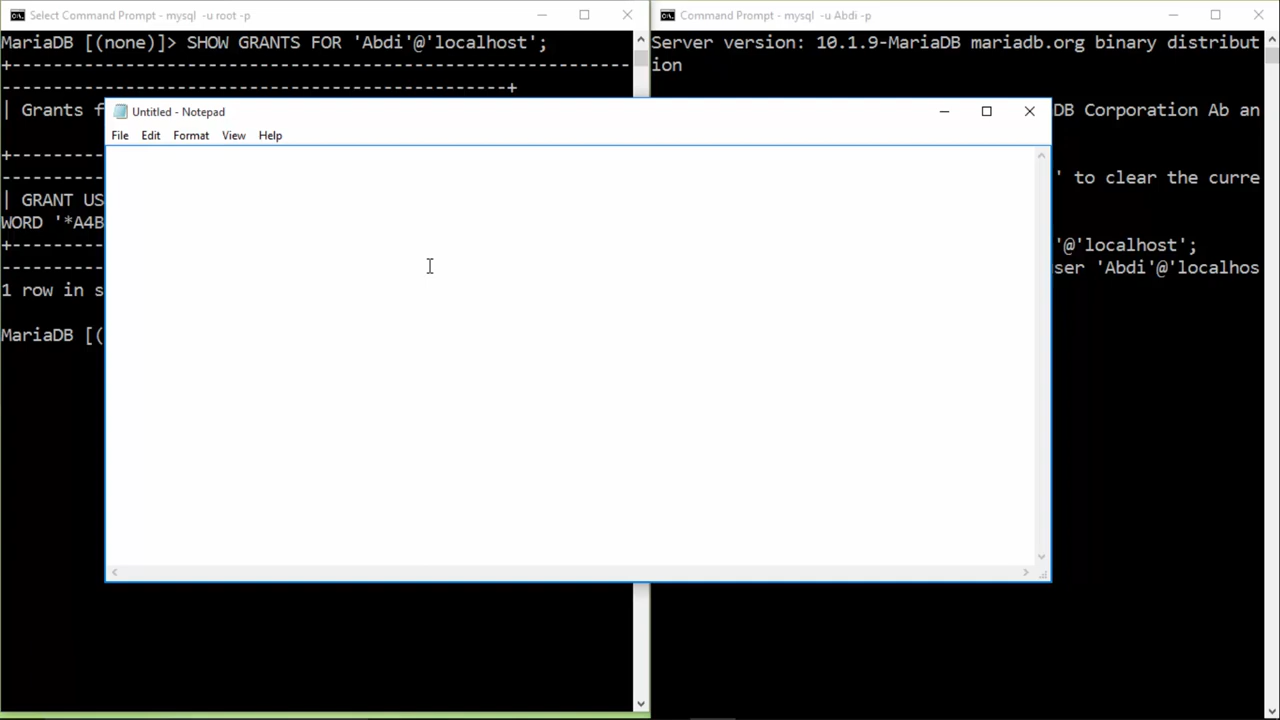 Select Command Prompt - mysql -u root -p
MariaDB [(none)]> SHOW GRANTS FOR 'Abdi'@'localhost';
+----------------------------------------------------------------
-----------------------------------------------------+
| Grants f
+----------
-----------
| GRANT US
WORD '*A4B
+----------
-----------
1 row in s
MariaDB [(
Command Prompt - mysql -u Abdi -p
Server version: 10.1.9-MariaDB mariadb.org binary distribut
ion
DB Corporation Ab an
' to clear the curre
'@'localhost';
ser 'Abdi'@'localhos
Untitled - Notepad
File Edit Format View Help